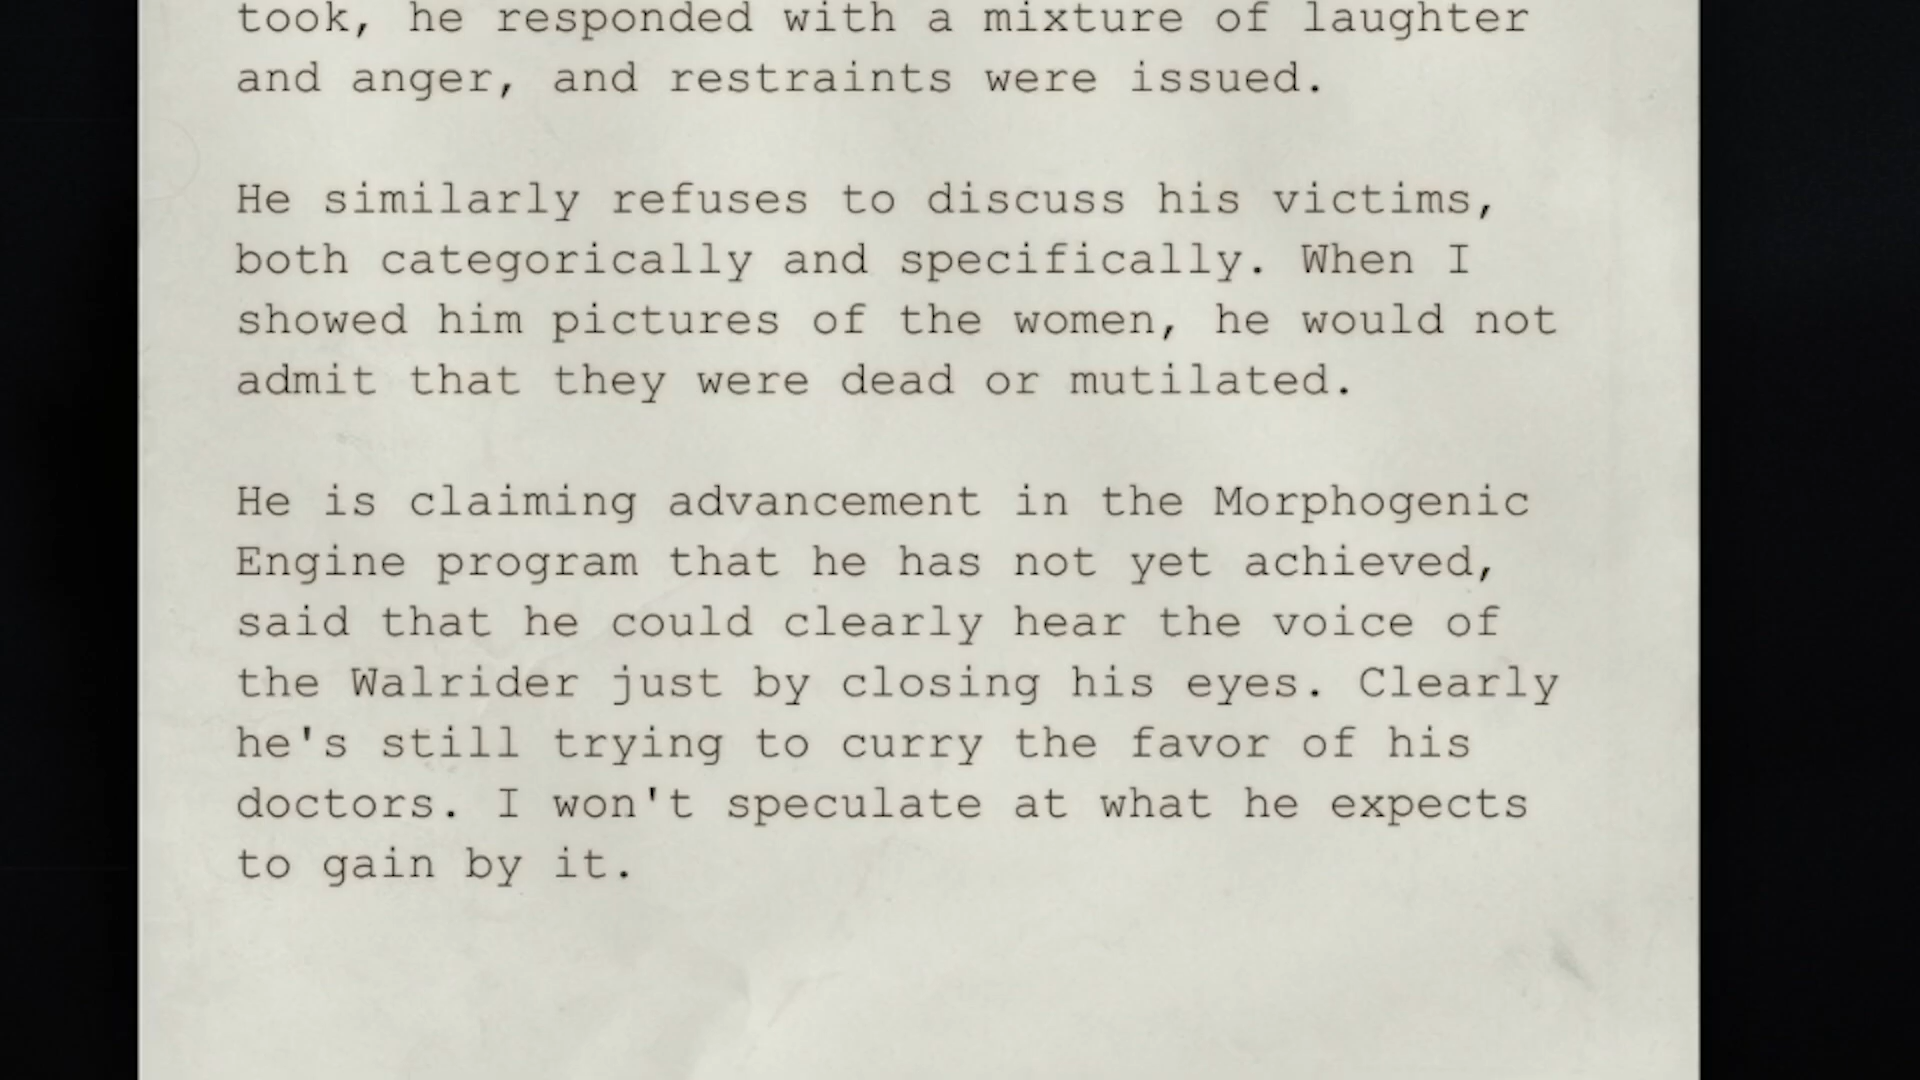 took, he responded with a mixture of laughter
and anger, and restraints were issued.
He similarly refuses to discuss his victims,
both categorically and specifically. When I
showed him pictures of the women, he would not
admit that they were dead or mutilated.
He is claiming advancement in the Morphogenic
Engine program that he has not yet achieved,
said that he could clearly hear the voice of
the Walrider just by closing his eyes. Clearly
he's still trying to curry the favor of his
doctors. I won't speculate at what he expects
to gain by it.